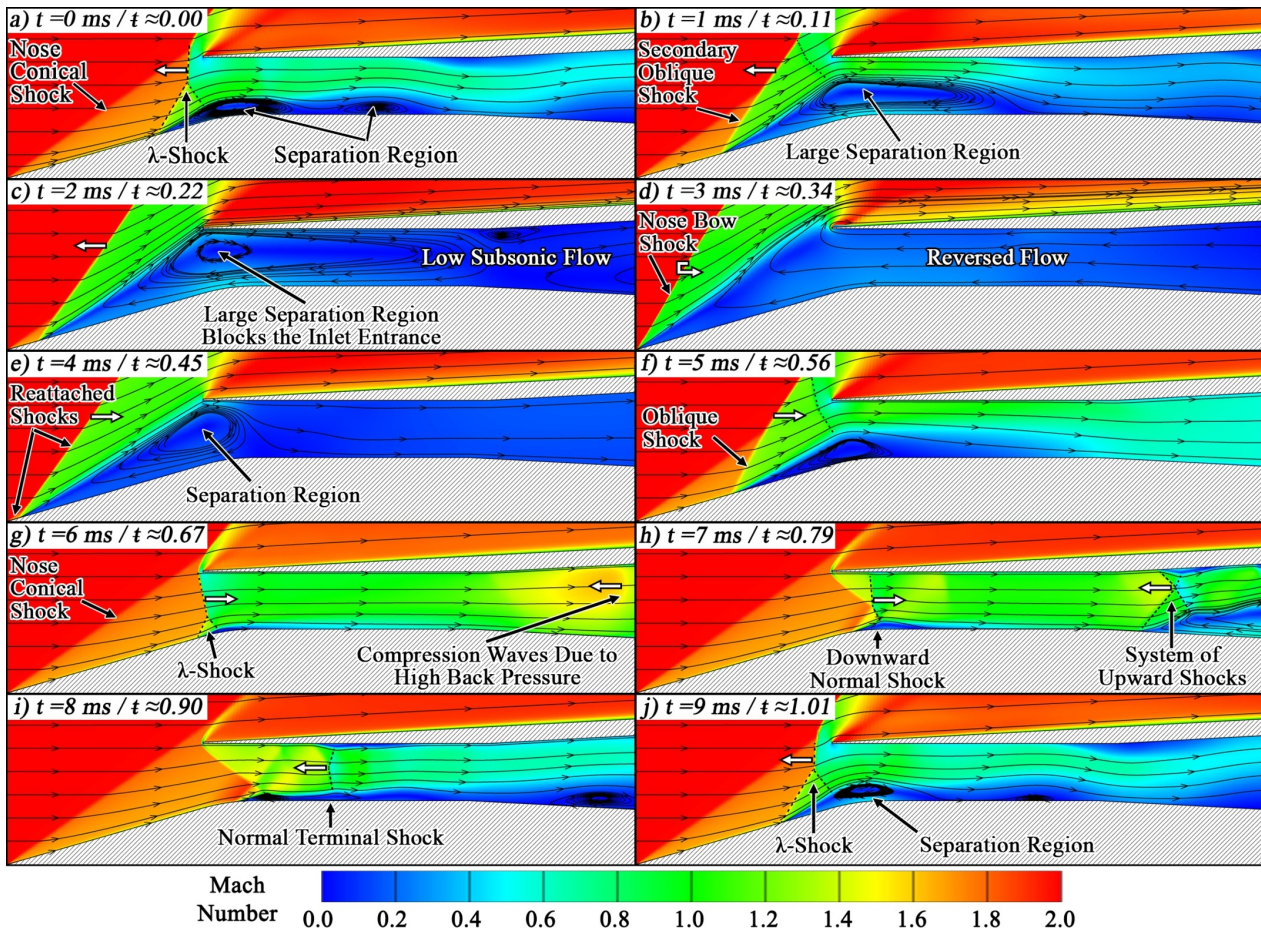 a) t =0 ms / ŧ ≈0.00
Nose
Conical
Shock
λ-Shock
Separation Region
b) t =1 ms / ŧ ≈0.11
Secondary
Oblique
Shock
Large Separation Region
c) t =2 ms / ŧ ≈0.22
Low Subsonic Flow
Large Separation Region
Blocks the Inlet Entrance
d) t =3 ms / ŧ ≈0.34
Nose Bow
Shock
Reversed Flow
e) t =4 ms / ŧ ≈0.45
Reattached
Shocks
Separation Region
f) t =5 ms / ŧ ≈0.56
Oblique
Shock
g) t =6 ms / ŧ ≈0.67
Nose
Conical
Shock
λ-Shock
Compression Waves Due to
High Back Pressure
h) t =7 ms / ŧ ≈0.79
Downward
Normal Shock
System of
Upward Shocks
i) t =8 ms / ŧ ≈0.90
Normal Terminal Shock
j) t =9 ms / ŧ ≈1.01
λ-Shock
Separation Region
Mach
Number
0.0 0.2 0.4 0.6 0.8 1.0 1.2 1.4 1.6 1.8 2.0